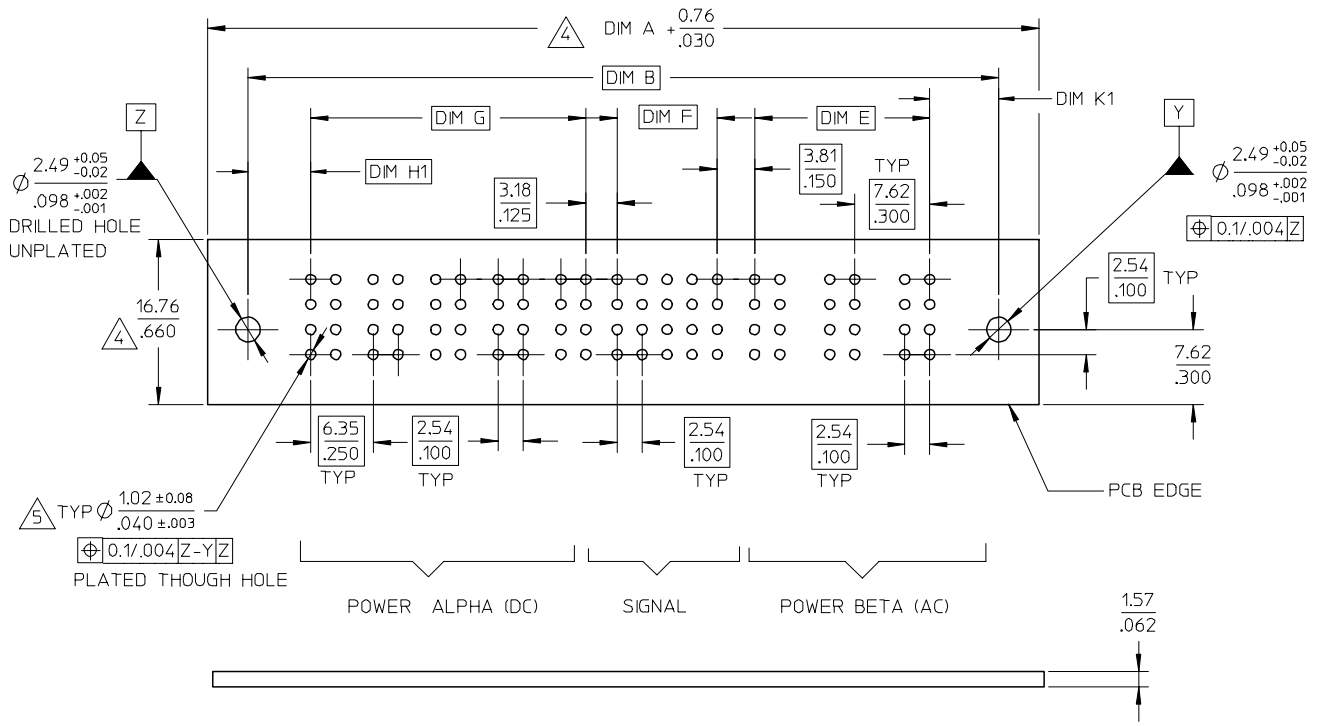 4 DIM A + 0.76
.030
DIM B
DIM K1
Z
DIM G
DIM F
DIM E
Y
Ø 2.49 +0.05 -0.02
.098 +.002 -.001
DRILLED HOLE
UNPLATED
DIM H1
3.18
.125
3.81
.150
TYP
7.62
.300
Ø 2.49 +0.05 -0.02
.098 +.002 -.001
⌖ 0.1/.004 Z
4 16.76
.660
2.54
.100
TYP
7.62
.300
6.35
.250
TYP
2.54
.100
TYP
2.54
.100
TYP
2.54
.100
TYP
PCB EDGE
5 TYP Ø 1.02 ±0.08
.040 ±.003
⌖ 0.1/.004 Z-Y Z
PLATED THOUGH HOLE
POWER ALPHA (DC)
SIGNAL
POWER BETA (AC)
1.57
.062